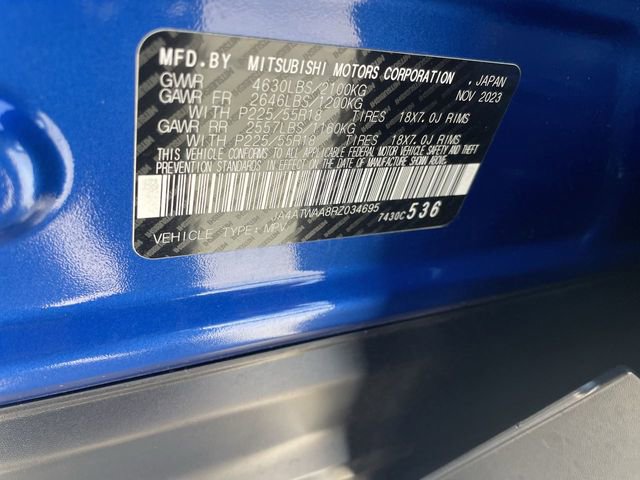 MFD.BY MITSUBISHI MOTORS CORPORATION , JAPAN
GVWR 4630LBS/2100KG NOV 2023
GAWR FR 2646LBS/1200KG
WITH P225/55R18 TIRES 18X7.0J RIMS
GAWR RR 2557LBS/1160KG
WITH P225/55R18 TIRES 18X7.0J RIMS
THIS VEHICLE CONFORMS TO ALL APPLICABLE FEDERAL MOTOR VEHICLE SAFETY AND THEFT
PREVENTION STANDARDS IN EFFECT ON THE DATE OF MANUFACTURE SHOWN ABOVE.
JA4ATWAA8RZ034695 7430C 536
VEHICLE TYPE: MPV